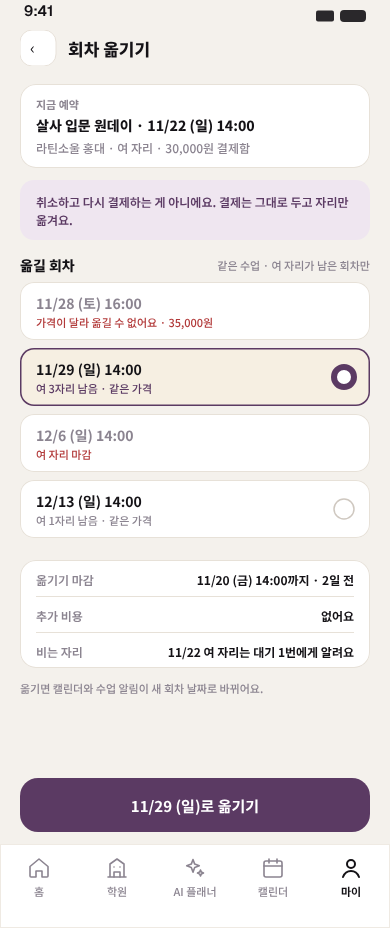 9:41
‹ 회차 옮기기
지금 예약
살사 입문 원데이 · 11/22 (일) 14:00
라틴소울 홍대 · 여 자리 · 30,000원 결제함
취소하고 다시 결제하는 게 아니에요. 결제는 그대로 두고 자리만
옮겨요.
옮길 회차 같은 수업 · 여 자리가 남은 회차만
11/28 (토) 16:00
가격이 달라 옮길 수 없어요 · 35,000원
11/29 (일) 14:00
여 3자리 남음 · 같은 가격
12/6 (일) 14:00
여 자리 마감
12/13 (일) 14:00
여 1자리 남음 · 같은 가격
옮기기 마감 11/20 (금) 14:00까지 · 2일 전
추가 비용 없어요
비는 자리 11/22 여 자리는 대기 1번에게 알려요
옮기면 캘린더와 수업 알림이 새 회차 날짜로 바뀌어요.
11/29 (일)로 옮기기
홈 학원 AI 플래너 캘린더 마이